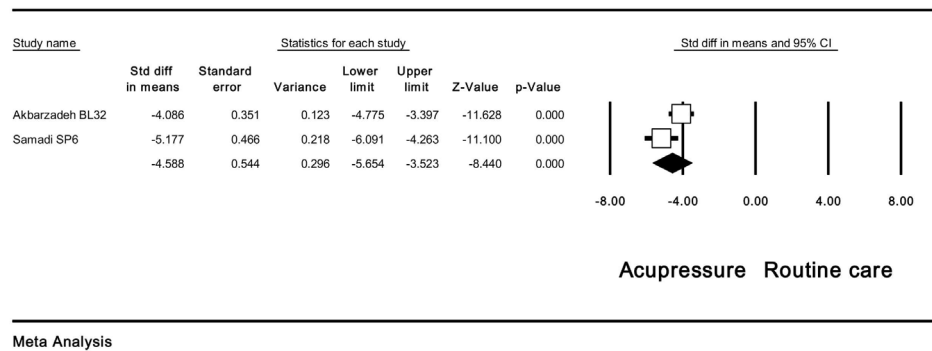 Study name Statistics for each study Std diff in means and 95% CI
Std diff Standard Lower Upper
in means error Variance limit limit Z-Value p-Value
Akbarzadeh BL32 -4.086 0.351 0.123 -4.775 -3.397 -11.628 0.000
Samadi SP6 -5.177 0.466 0.218 -6.091 -4.263 -11.100 0.000
-4.588 0.544 0.296 -5.654 -3.523 -8.440 0.000
-8.00 -4.00 0.00 4.00 8.00
Acupressure Routine care
Meta Analysis